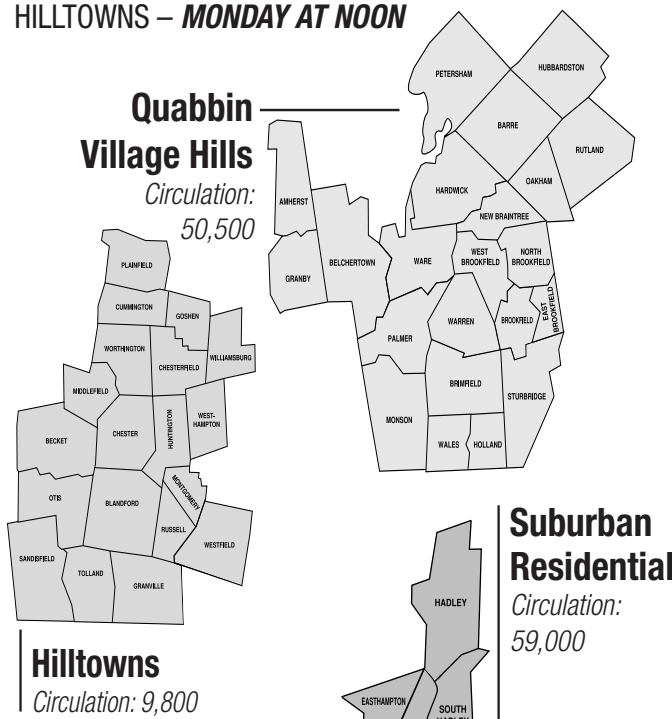 HILLTOWNS – MONDAY AT NOON
PETERSHAM
HUBBARDSTON
Quabbin
Village Hills
Circulation:
50,500
BARRE
RUTLAND
OAKHAM
HARDWICK
NEW BRAINTREE
AMHERST
GRANBY
BELCHERTOWN
WARE
WEST
BROOKFIELD
NORTH
BROOKFIELD
WARREN
BROOKFIELD
EAST
BROOKFIELD
PALMER
BRIMFIELD
STURBRIDGE
MONSON
WALES
HOLLAND
PLAINFIELD
CUMMINGTON
GOSHEN
WORTHINGTON
CHESTERFIELD
WILLIAMSBURG
MIDDLEFIELD
BECKET
CHESTER
HUNTINGTON
WEST-
HAMPTON
OTIS
BLANDFORD
MONTGOMERY
RUSSELL
WESTFIELD
SANDISFIELD
TOLLAND
GRANVILLE
Hilltowns
Circulation: 9,800
Suburban
Residential
Circulation:
59,000
HADLEY
EASTHAMPTON
SOUTH
HADLEY